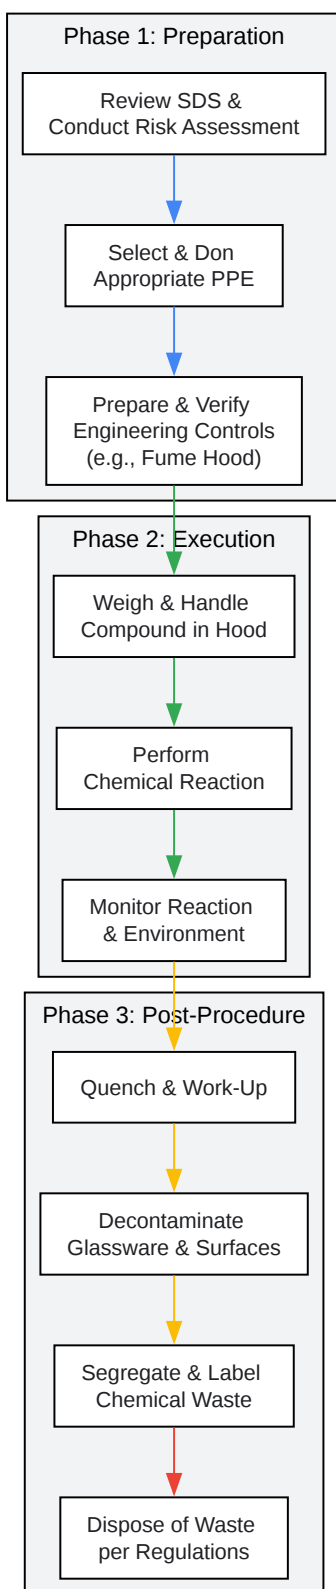 Phase 1: Preparation
Review SDS &
Conduct Risk Assessment
Select & Don
Appropriate PPE
Prepare & Verify
Engineering Controls
(e.g., Fume Hood)
Phase 2: Execution
Weigh & Handle
Compound in Hood
Perform
Chemical Reaction
Monitor Reaction
& Environment
Phase 3: Post-Procedure
Quench & Work-Up
Decontaminate
Glassware & Surfaces
Segregate & Label
Chemical Waste
Dispose of Waste
per Regulations